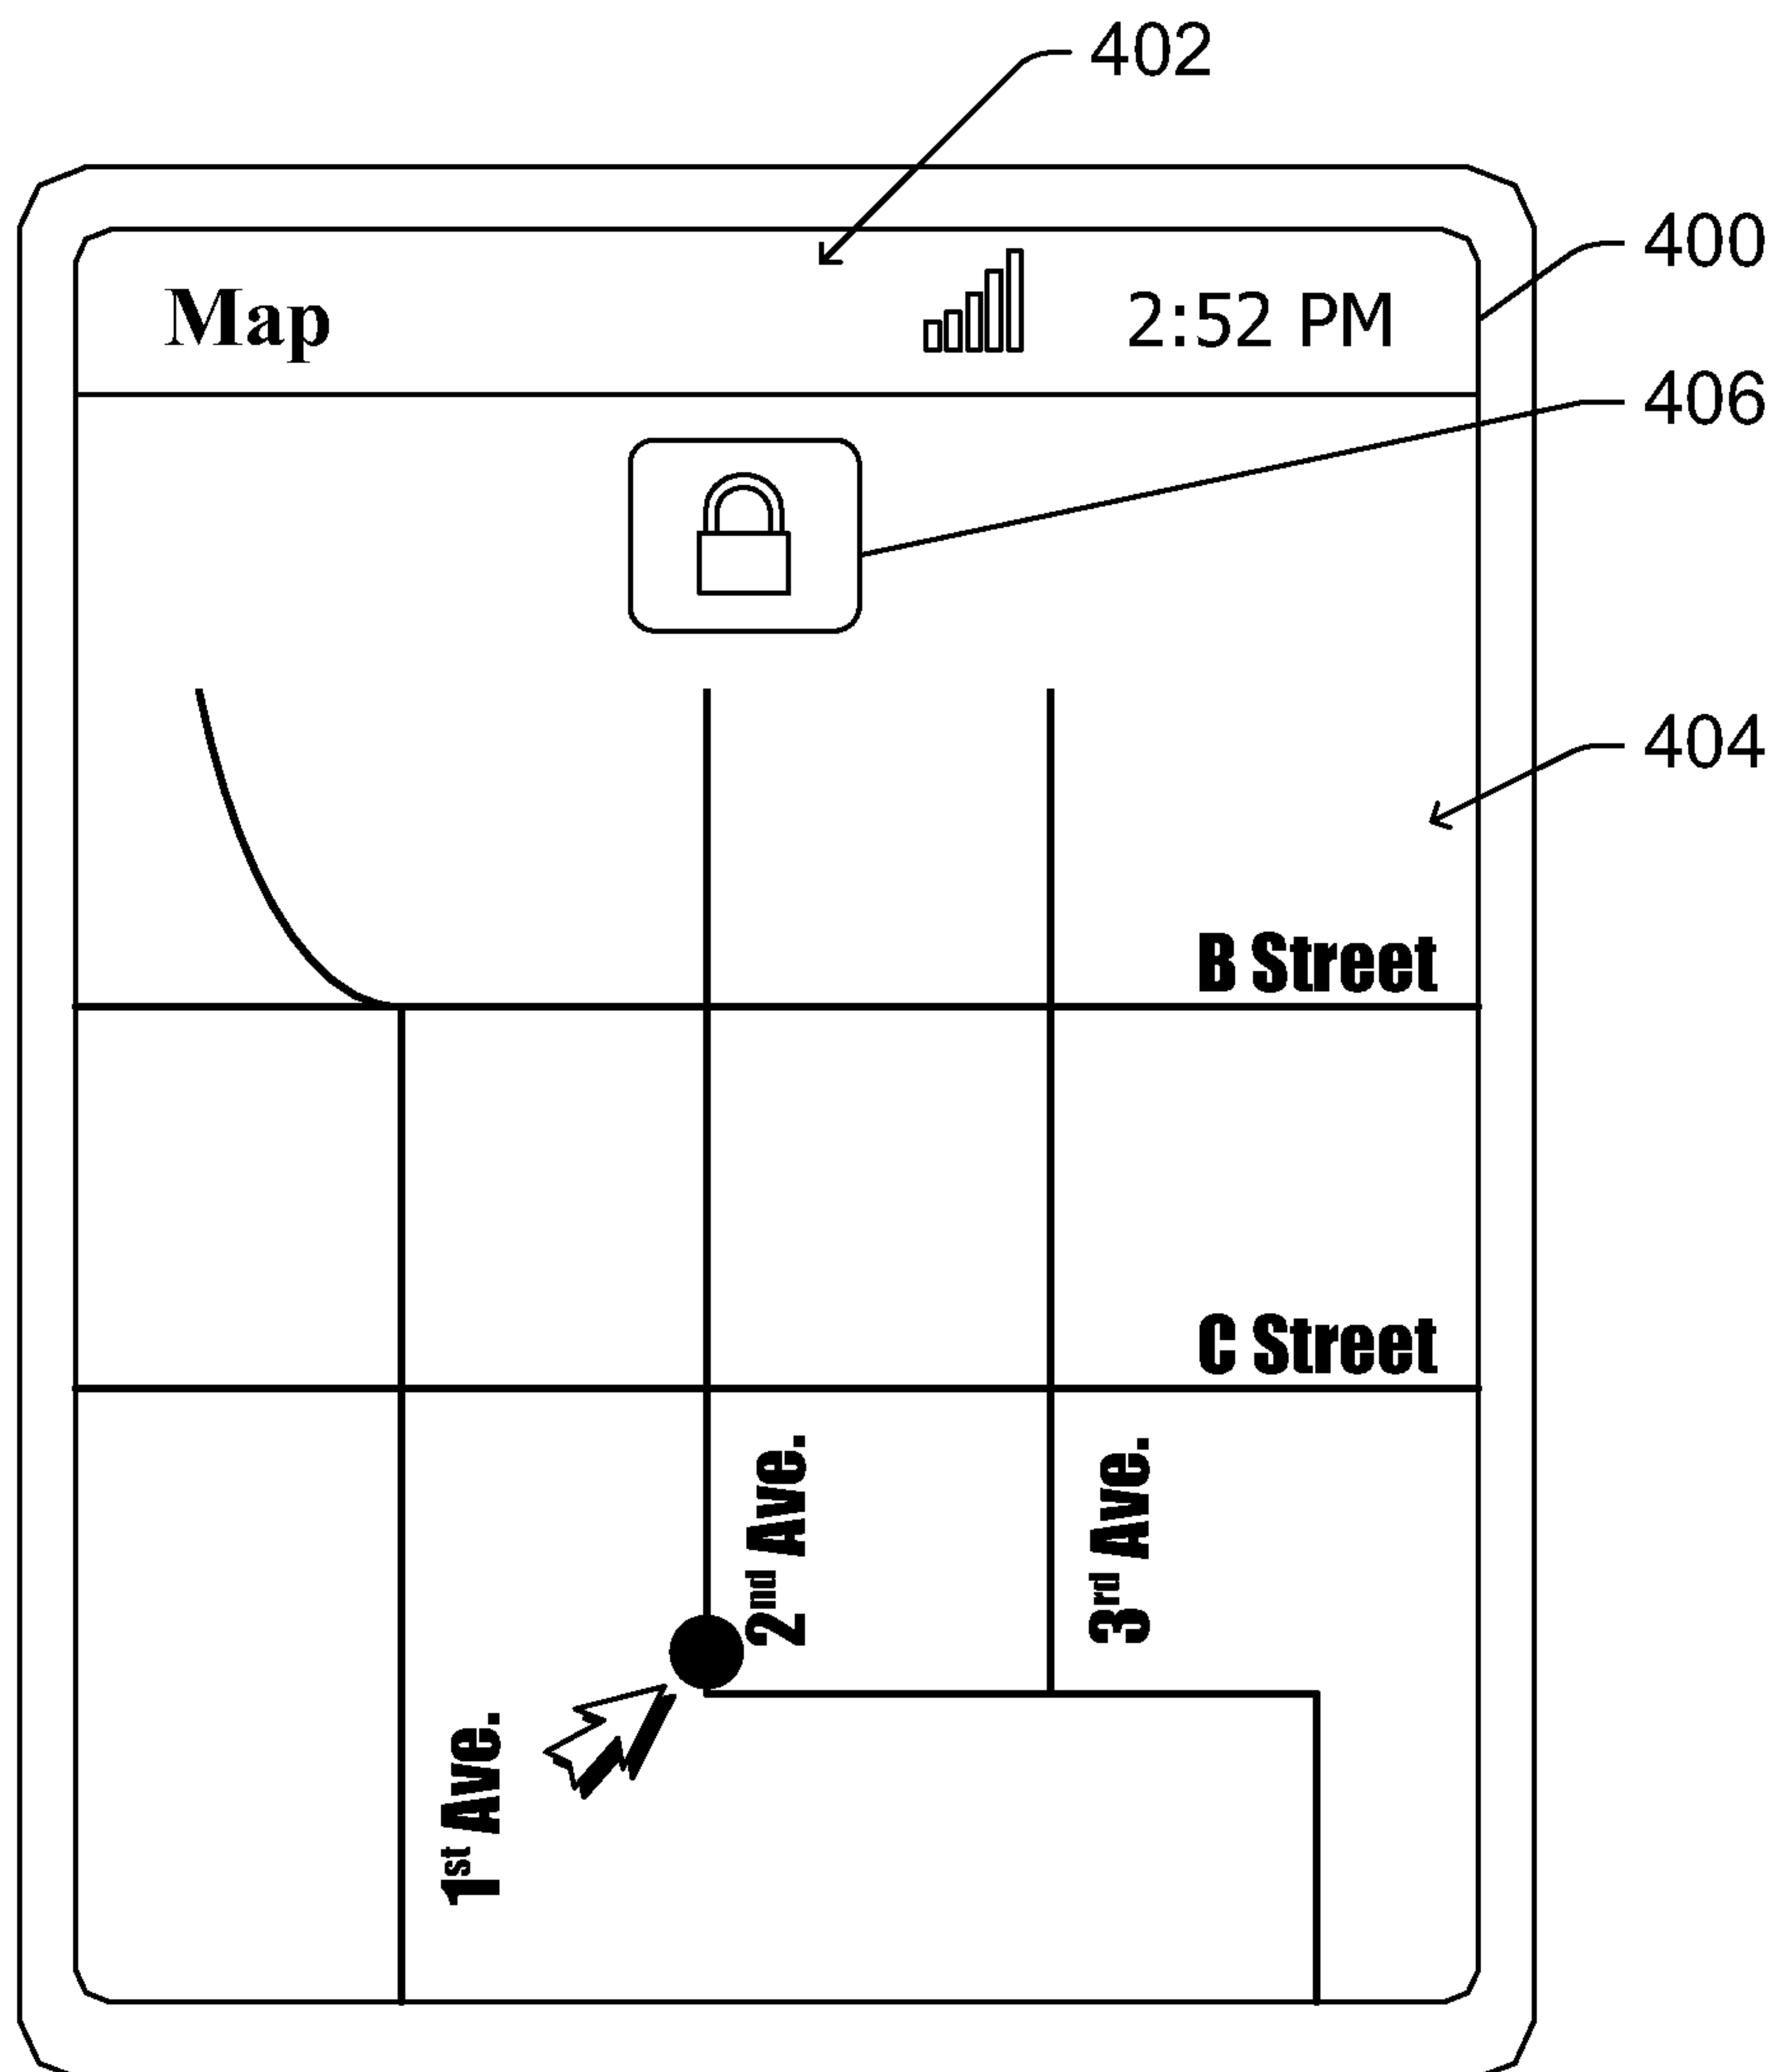 402
400
Map 2:52 PM
406
404
B Street
C Street
2nd Ave.
3rd Ave.
1st Ave.